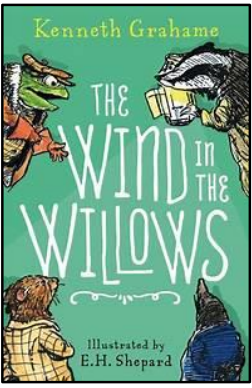 Kenneth Grahame
THE
WIND IN
THE
WILLOWS
Illustrated by
E.H. Shepard